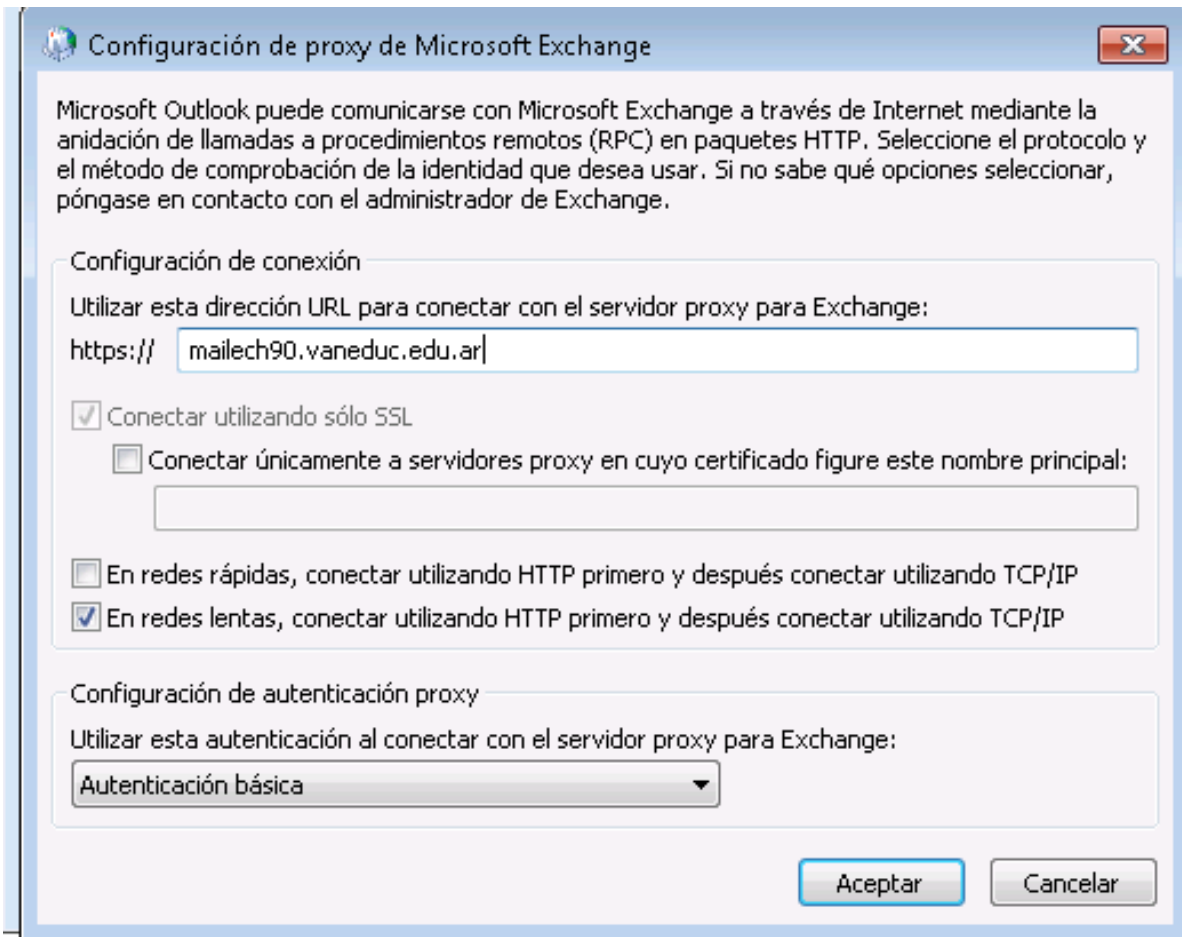 Configuración de proxy de Microsoft Exchange
Microsoft Outlook puede comunicarse con Microsoft Exchange a través de Internet mediante la
anidación de llamadas a procedimientos remotos (RPC) en paquetes HTTP. Seleccione el protocolo y
el método de comprobación de la identidad que desea usar. Si no sabe qué opciones seleccionar,
póngase en contacto con el administrador de Exchange.
Configuración de conexión
Utilizar esta dirección URL para conectar con el servidor proxy para Exchange:
https:// mailech90.vaneduc.edu.ar
Conectar utilizando sólo SSL
Conectar únicamente a servidores proxy en cuyo certificado figure este nombre principal:
En redes rápidas, conectar utilizando HTTP primero y después conectar utilizando TCP/IP
En redes lentas, conectar utilizando HTTP primero y después conectar utilizando TCP/IP
Configuración de autenticación proxy
Utilizar esta autenticación al conectar con el servidor proxy para Exchange:
Autenticación básica
Aceptar Cancelar